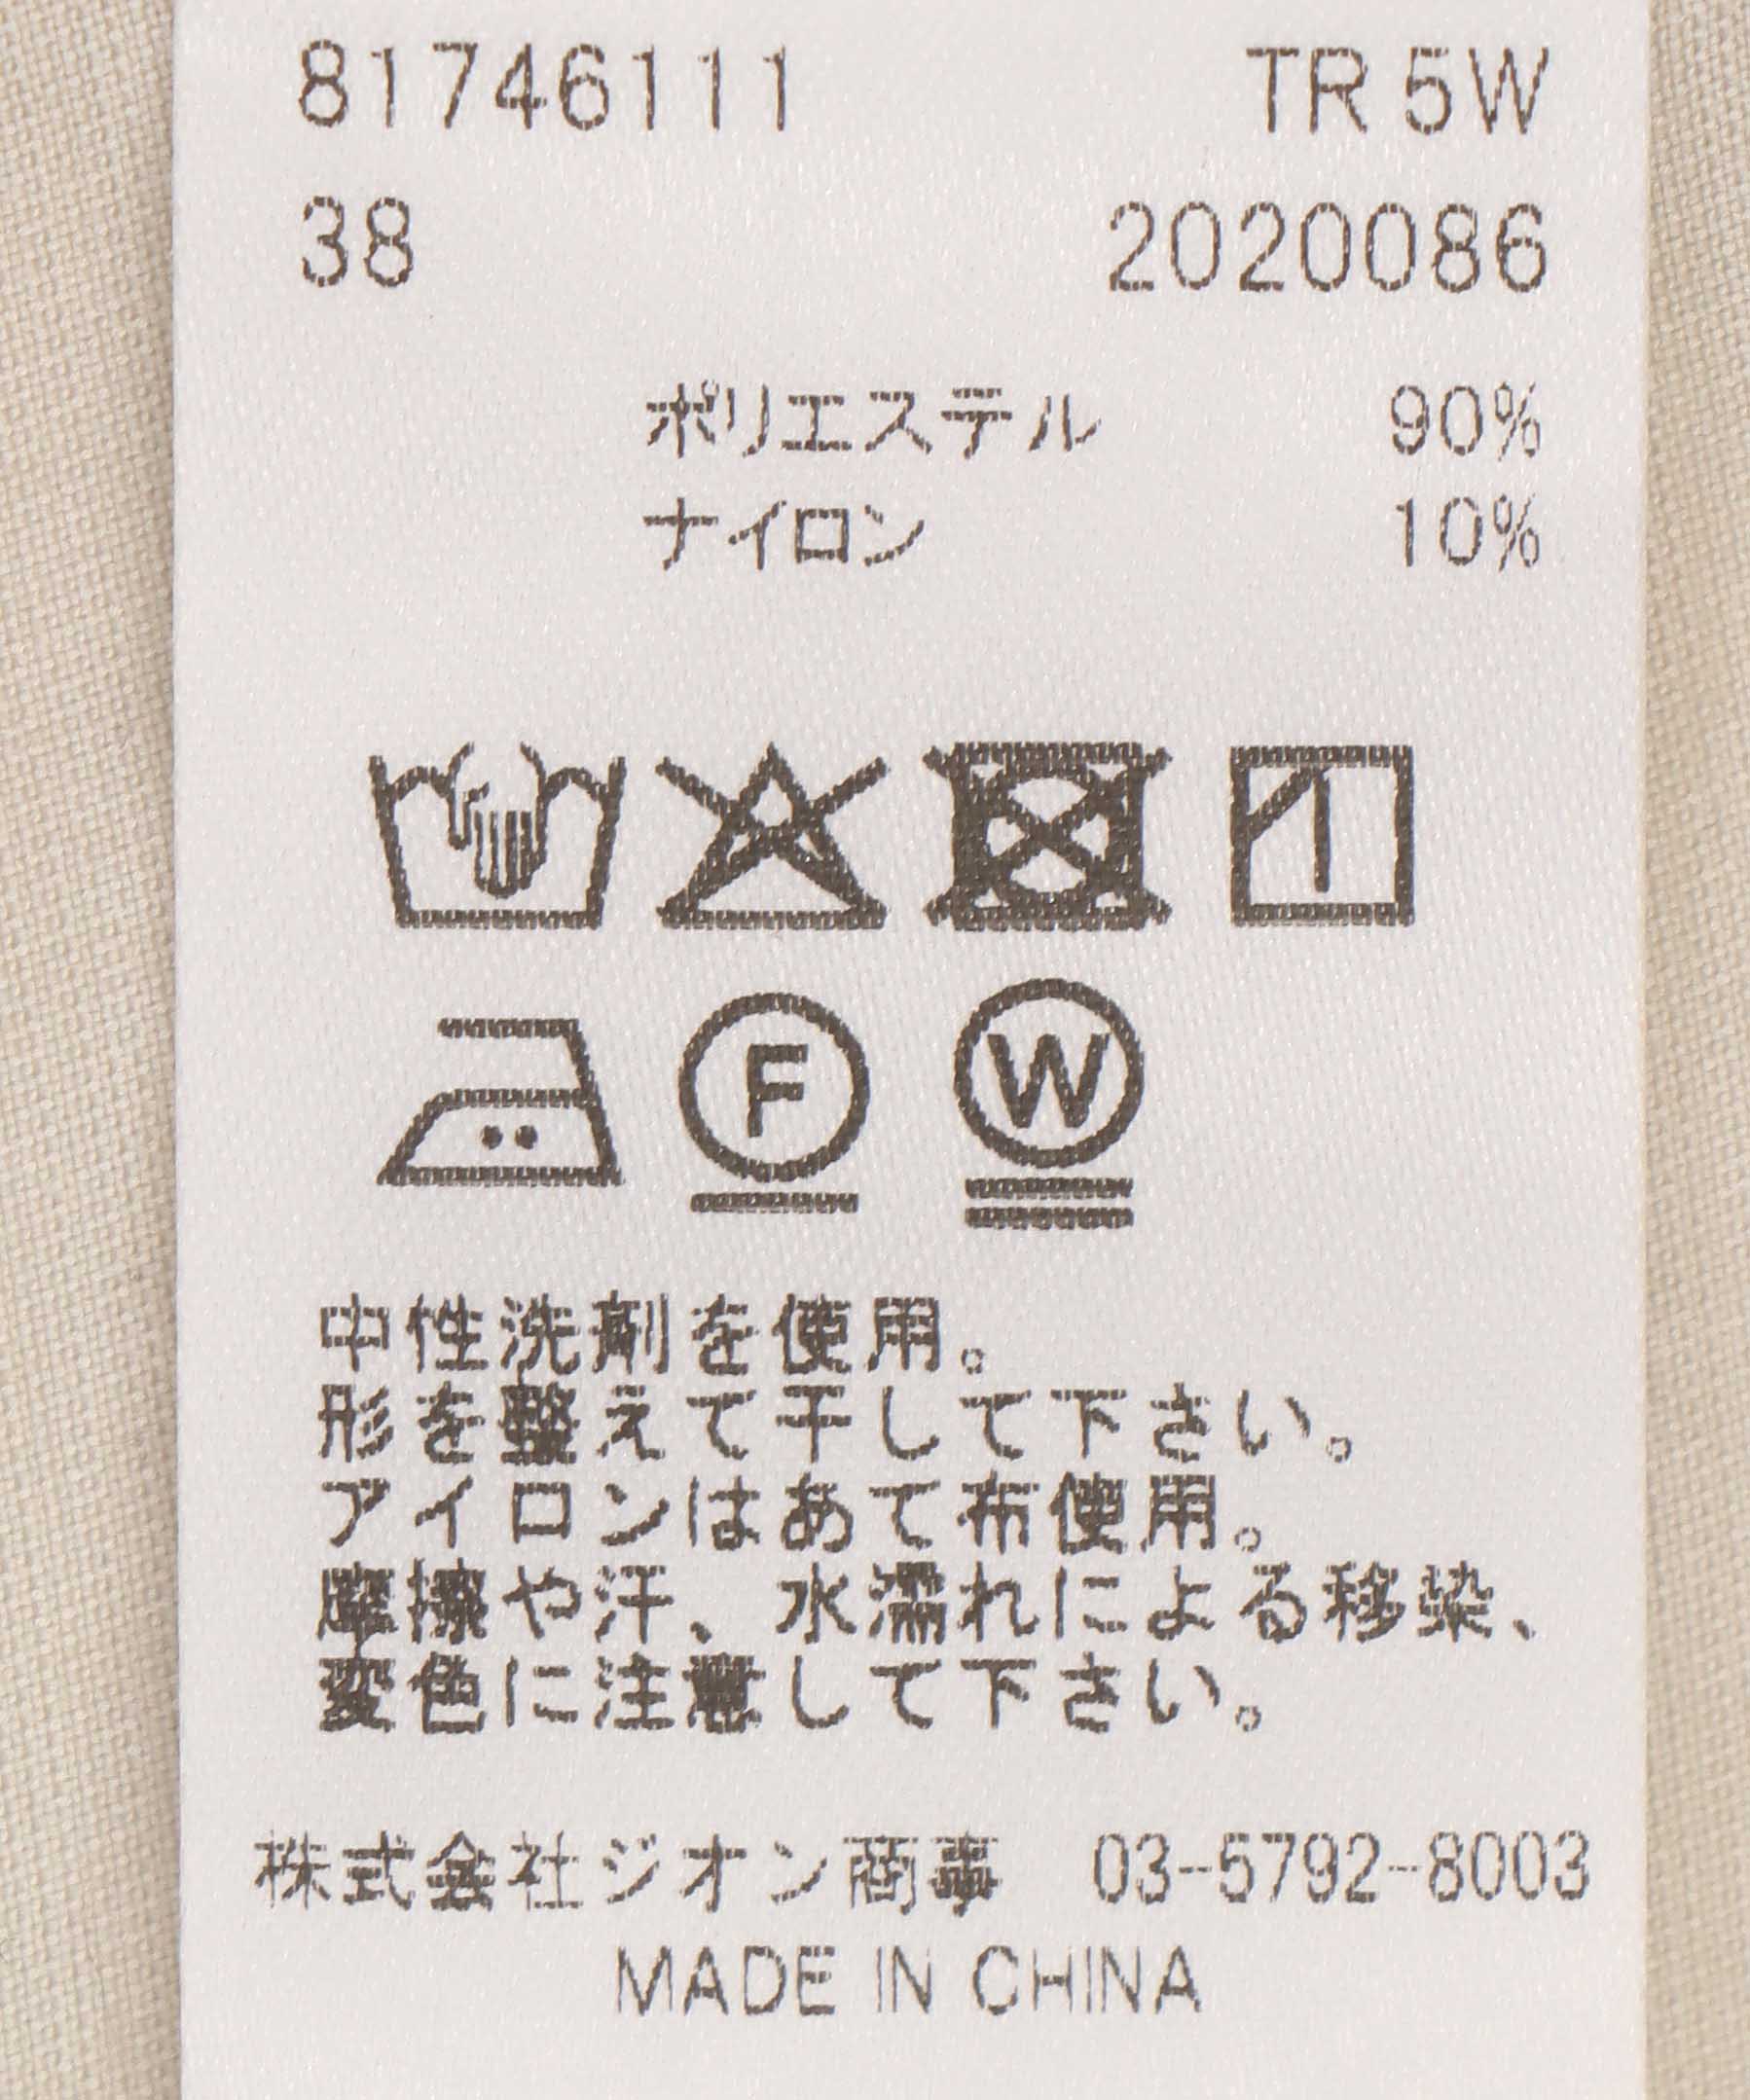 81746111 TR 5W
38 2020086
ポリエステル 90%
ナイロン 10%
F W
中性洗剤を使用。
形を整えて干して下さい。
アイロンはあて布使用。
摩擦や汗、水濡れによる移染、
変色に注意して下さい。
株式会社ジオン商事 03-5792-8003
MADE IN CHINA